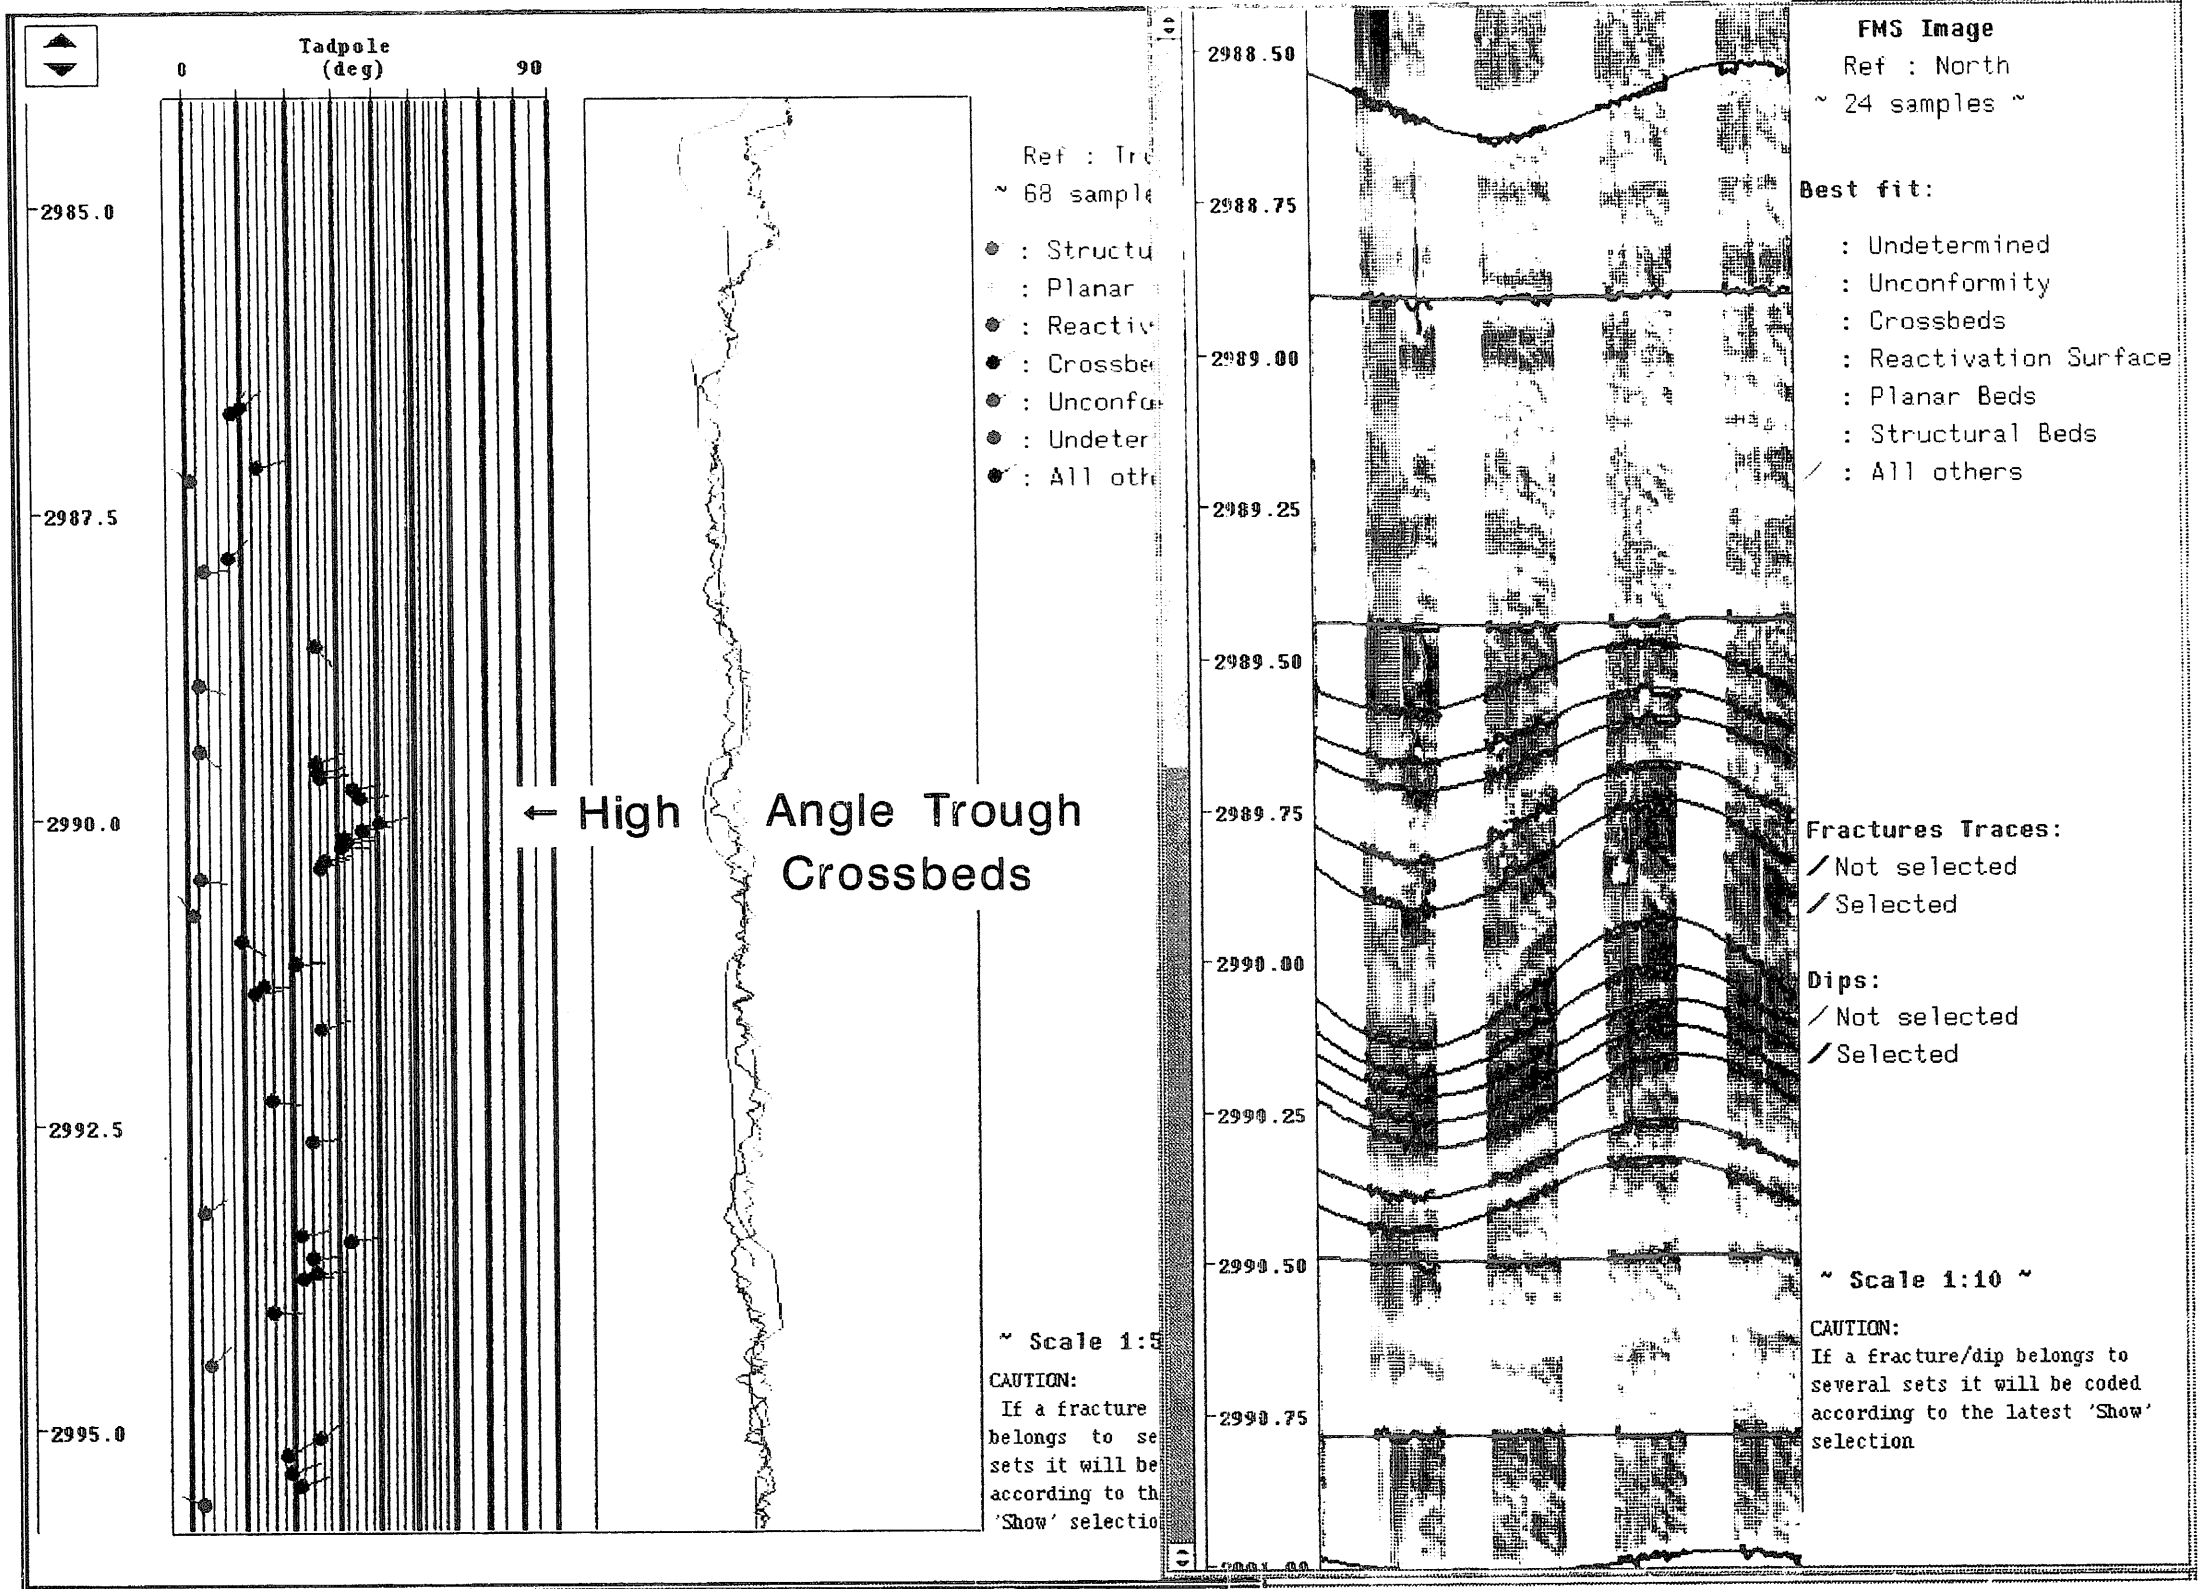 Tadpole
(deg)
0 90
2985.0
2987.5
2990.0
2992.5
2995.0
← High Angle Trough
Crossbeds
Ref : Tr
~ 68 sample
: Structu
: Planar
: Reactiv
: Crossbe
: Unconfo
: Undeter
: All oth
~ Scale 1:5
CAUTION:
If a fracture
belongs to se
sets it will be
according to th
'Show' selectio
2988.50
2988.75
2989.00
2989.25
2989.50
2989.75
2990.00
2990.25
2990.50
2990.75
2991.00
FMS Image
Ref : North
~ 24 samples ~
Best fit:
: Undetermined
: Unconformity
: Crossbeds
: Reactivation Surface
: Planar Beds
: Structural Beds
: All others
Fractures Traces:
Not selected
Selected
Dips:
Not selected
Selected
~ Scale 1:10 ~
CAUTION:
If a fracture/dip belongs to
several sets it will be coded
according to the latest 'Show'
selection